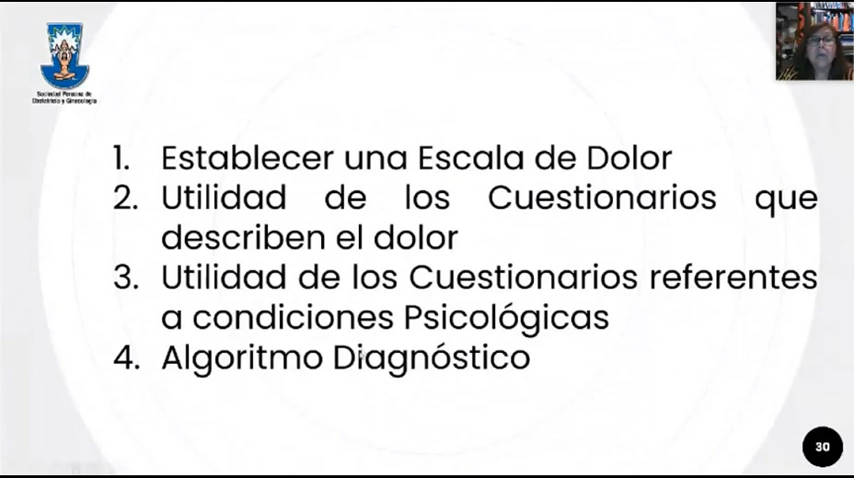 Sociedad Peruana de
Obstetricia y Ginecología
1. Establecer una Escala de Dolor
2. Utilidad de los Cuestionarios que
describen el dolor
3. Utilidad de los Cuestionarios referentes
a condiciones Psicológicas
4. Algoritmo Diagnóstico
30